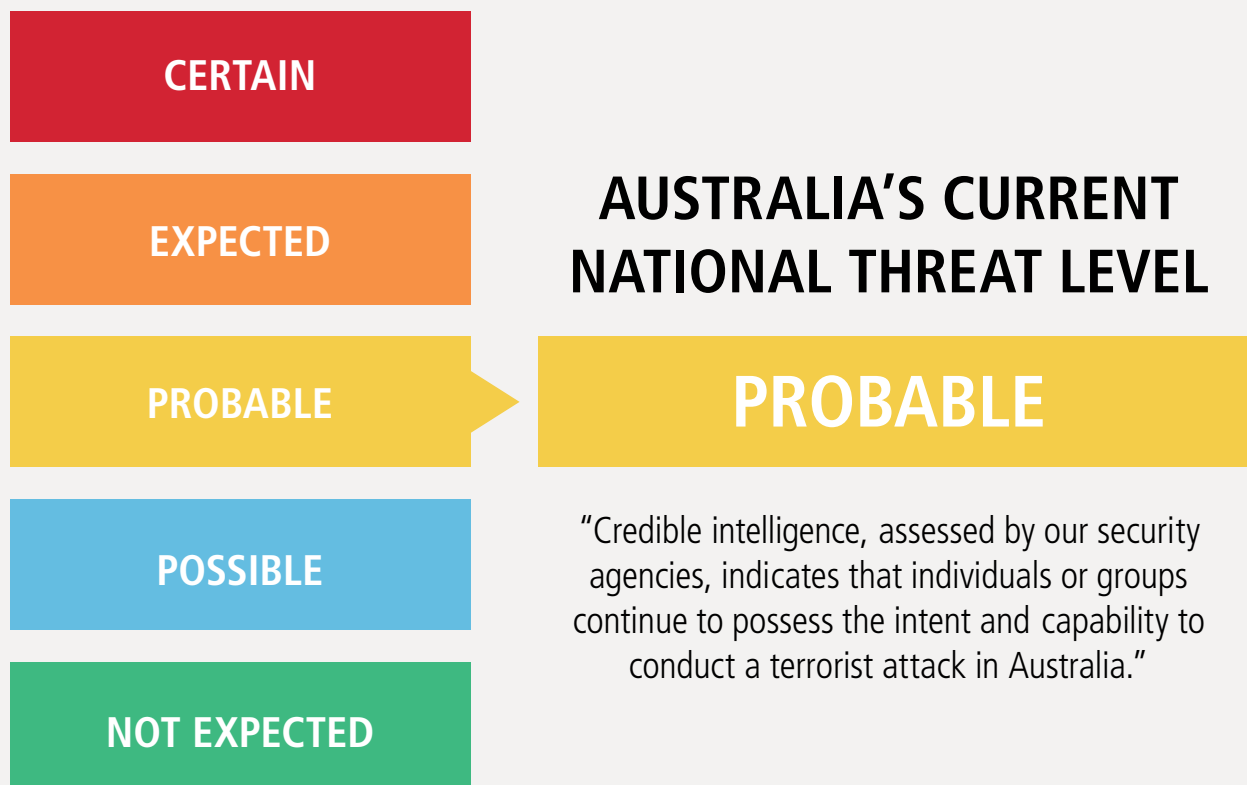 CERTAIN
EXPECTED
PROBABLE
POSSIBLE
NOT EXPECTED
AUSTRALIA’S CURRENT
NATIONAL THREAT LEVEL
PROBABLE
“Credible intelligence, assessed by our security
agencies, indicates that individuals or groups
continue to possess the intent and capability to
conduct a terrorist attack in Australia.”